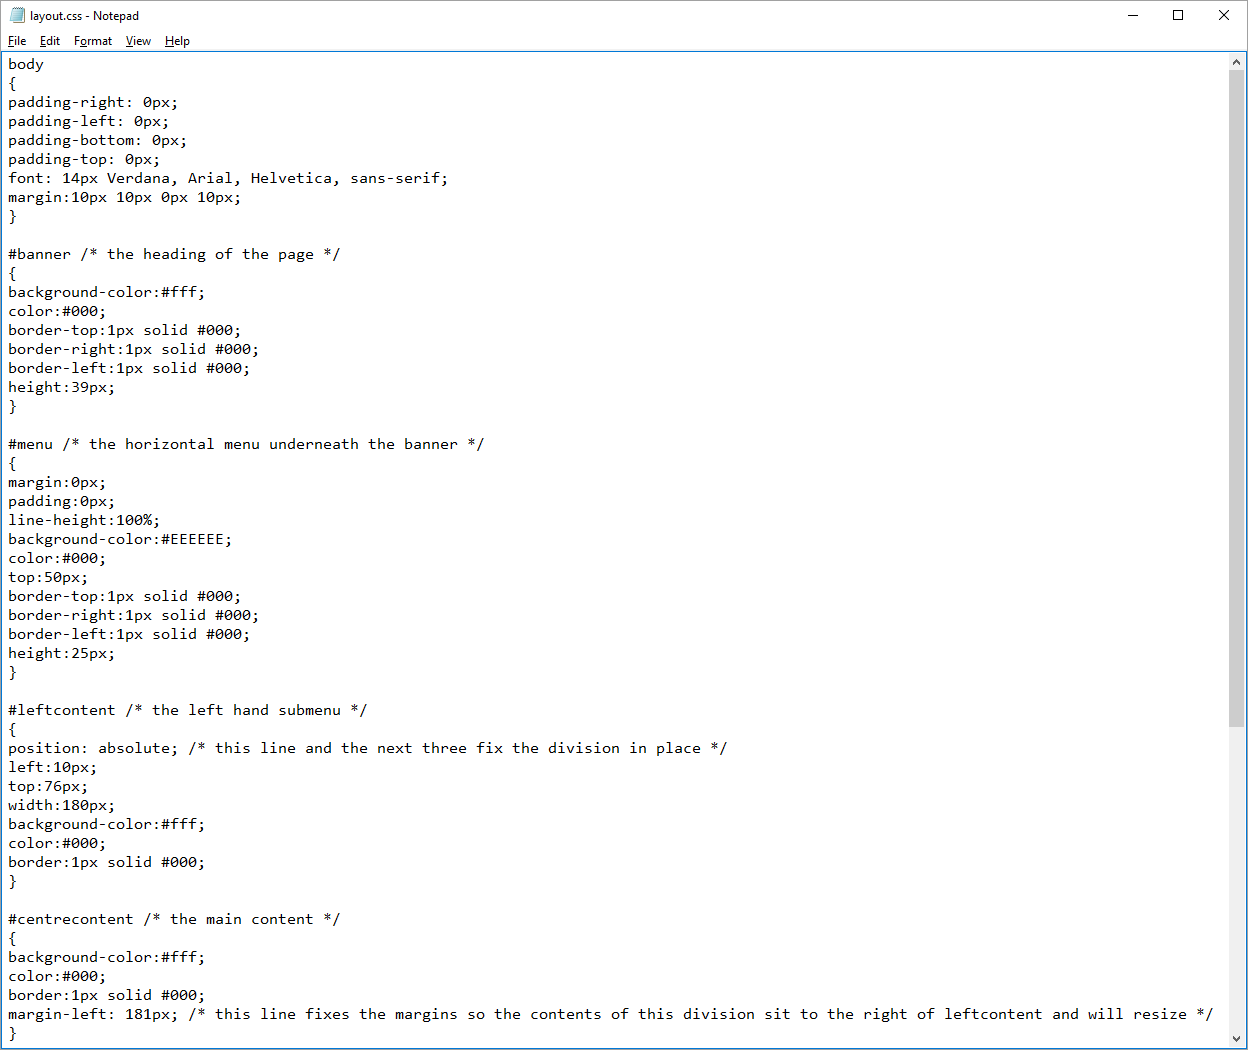 layout.css - Notepad
File Edit Format View Help
body
{
padding-right: 0px;
padding-left: 0px;
padding-bottom: 0px;
padding-top: 0px;
font: 14px Verdana, Arial, Helvetica, sans-serif;
margin:10px 10px 0px 10px;
}

#banner /* the heading of the page */
{
background-color:#fff;
color:#000;
border-top:1px solid #000;
border-right:1px solid #000;
border-left:1px solid #000;
height:39px;
}

#menu /* the horizontal menu underneath the banner */
{
margin:0px;
padding:0px;
line-height:100%;
background-color:#EEEEEE;
color:#000;
top:50px;
border-top:1px solid #000;
border-right:1px solid #000;
border-left:1px solid #000;
height:25px;
}

#leftcontent /* the left hand submenu */
{
position: absolute; /* this line and the next three fix the division in place */
left:10px;
top:76px;
width:180px;
background-color:#fff;
color:#000;
border:1px solid #000;
}

#centrecontent /* the main content */
{
background-color:#fff;
color:#000;
border:1px solid #000;
margin-left: 181px; /* this line fixes the margins so the contents of this division sit to the right of leftcontent and will resize */
}